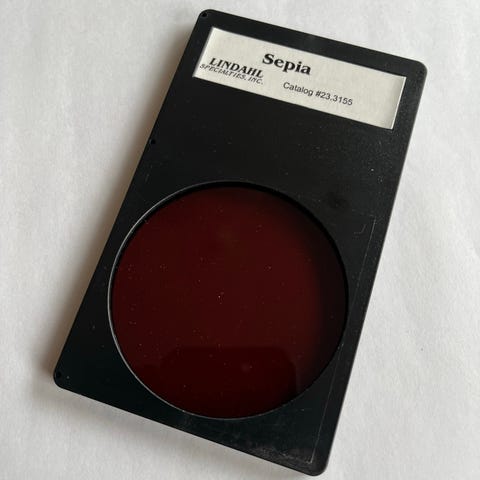 Sepia
LINDAHL
SPECIALTIES, INC.
Catalog #23.3155